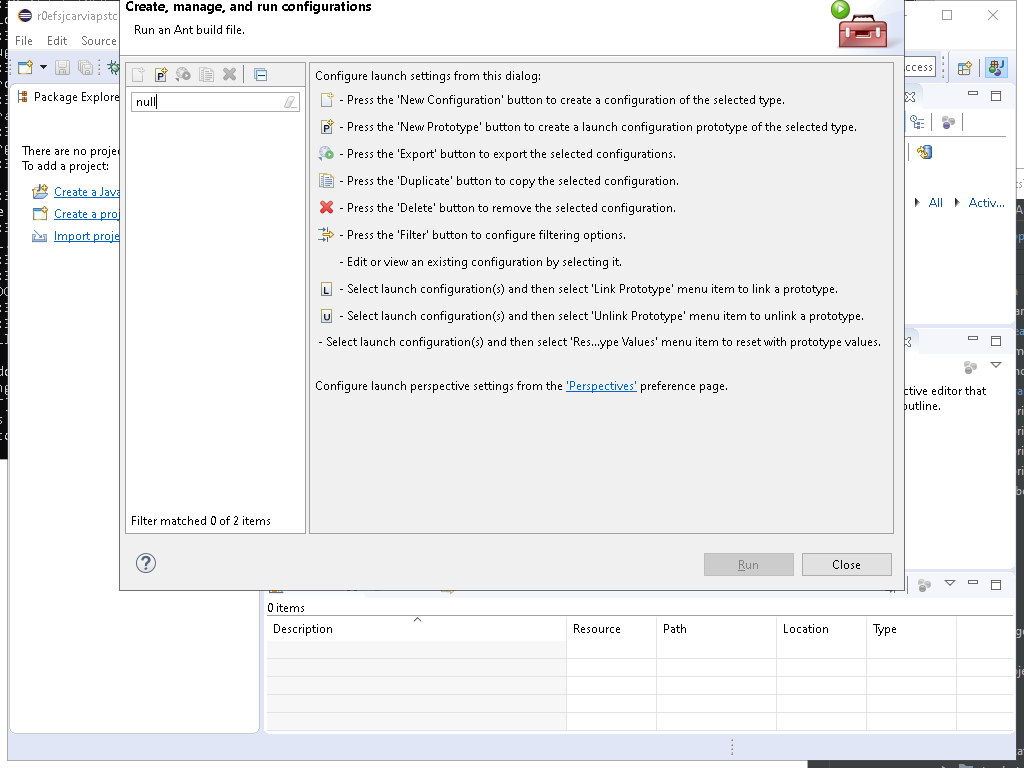 Create, manage, and run configurations
Run an Ant build file.
r0efsjcarviapstc
File Edit Source
ccess
Package Explore
null
There are no projec
To add a project:
Create a Java
Create a proj
Import proje
Filter matched 0 of 2 items
Configure launch settings from this dialog:
- Press the 'New Configuration' button to create a configuration of the selected type.
- Press the 'New Prototype' button to create a launch configuration prototype of the selected type.
- Press the 'Export' button to export the selected configurations.
- Press the 'Duplicate' button to copy the selected configuration.
- Press the 'Delete' button to remove the selected configuration.
- Press the 'Filter' button to configure filtering options.
- Edit or view an existing configuration by selecting it.
L - Select launch configuration(s) and then select 'Link Prototype' menu item to link a prototype.
U - Select launch configuration(s) and then select 'Unlink Prototype' menu item to unlink a prototype.
- Select launch configuration(s) and then select 'Res...ype Values' menu item to reset with prototype values.
Configure launch perspective settings from the 'Perspectives' preference page.
All Activ...
ctive editor that
outline.
Run Close
0 items
Description Resource Path Location Type